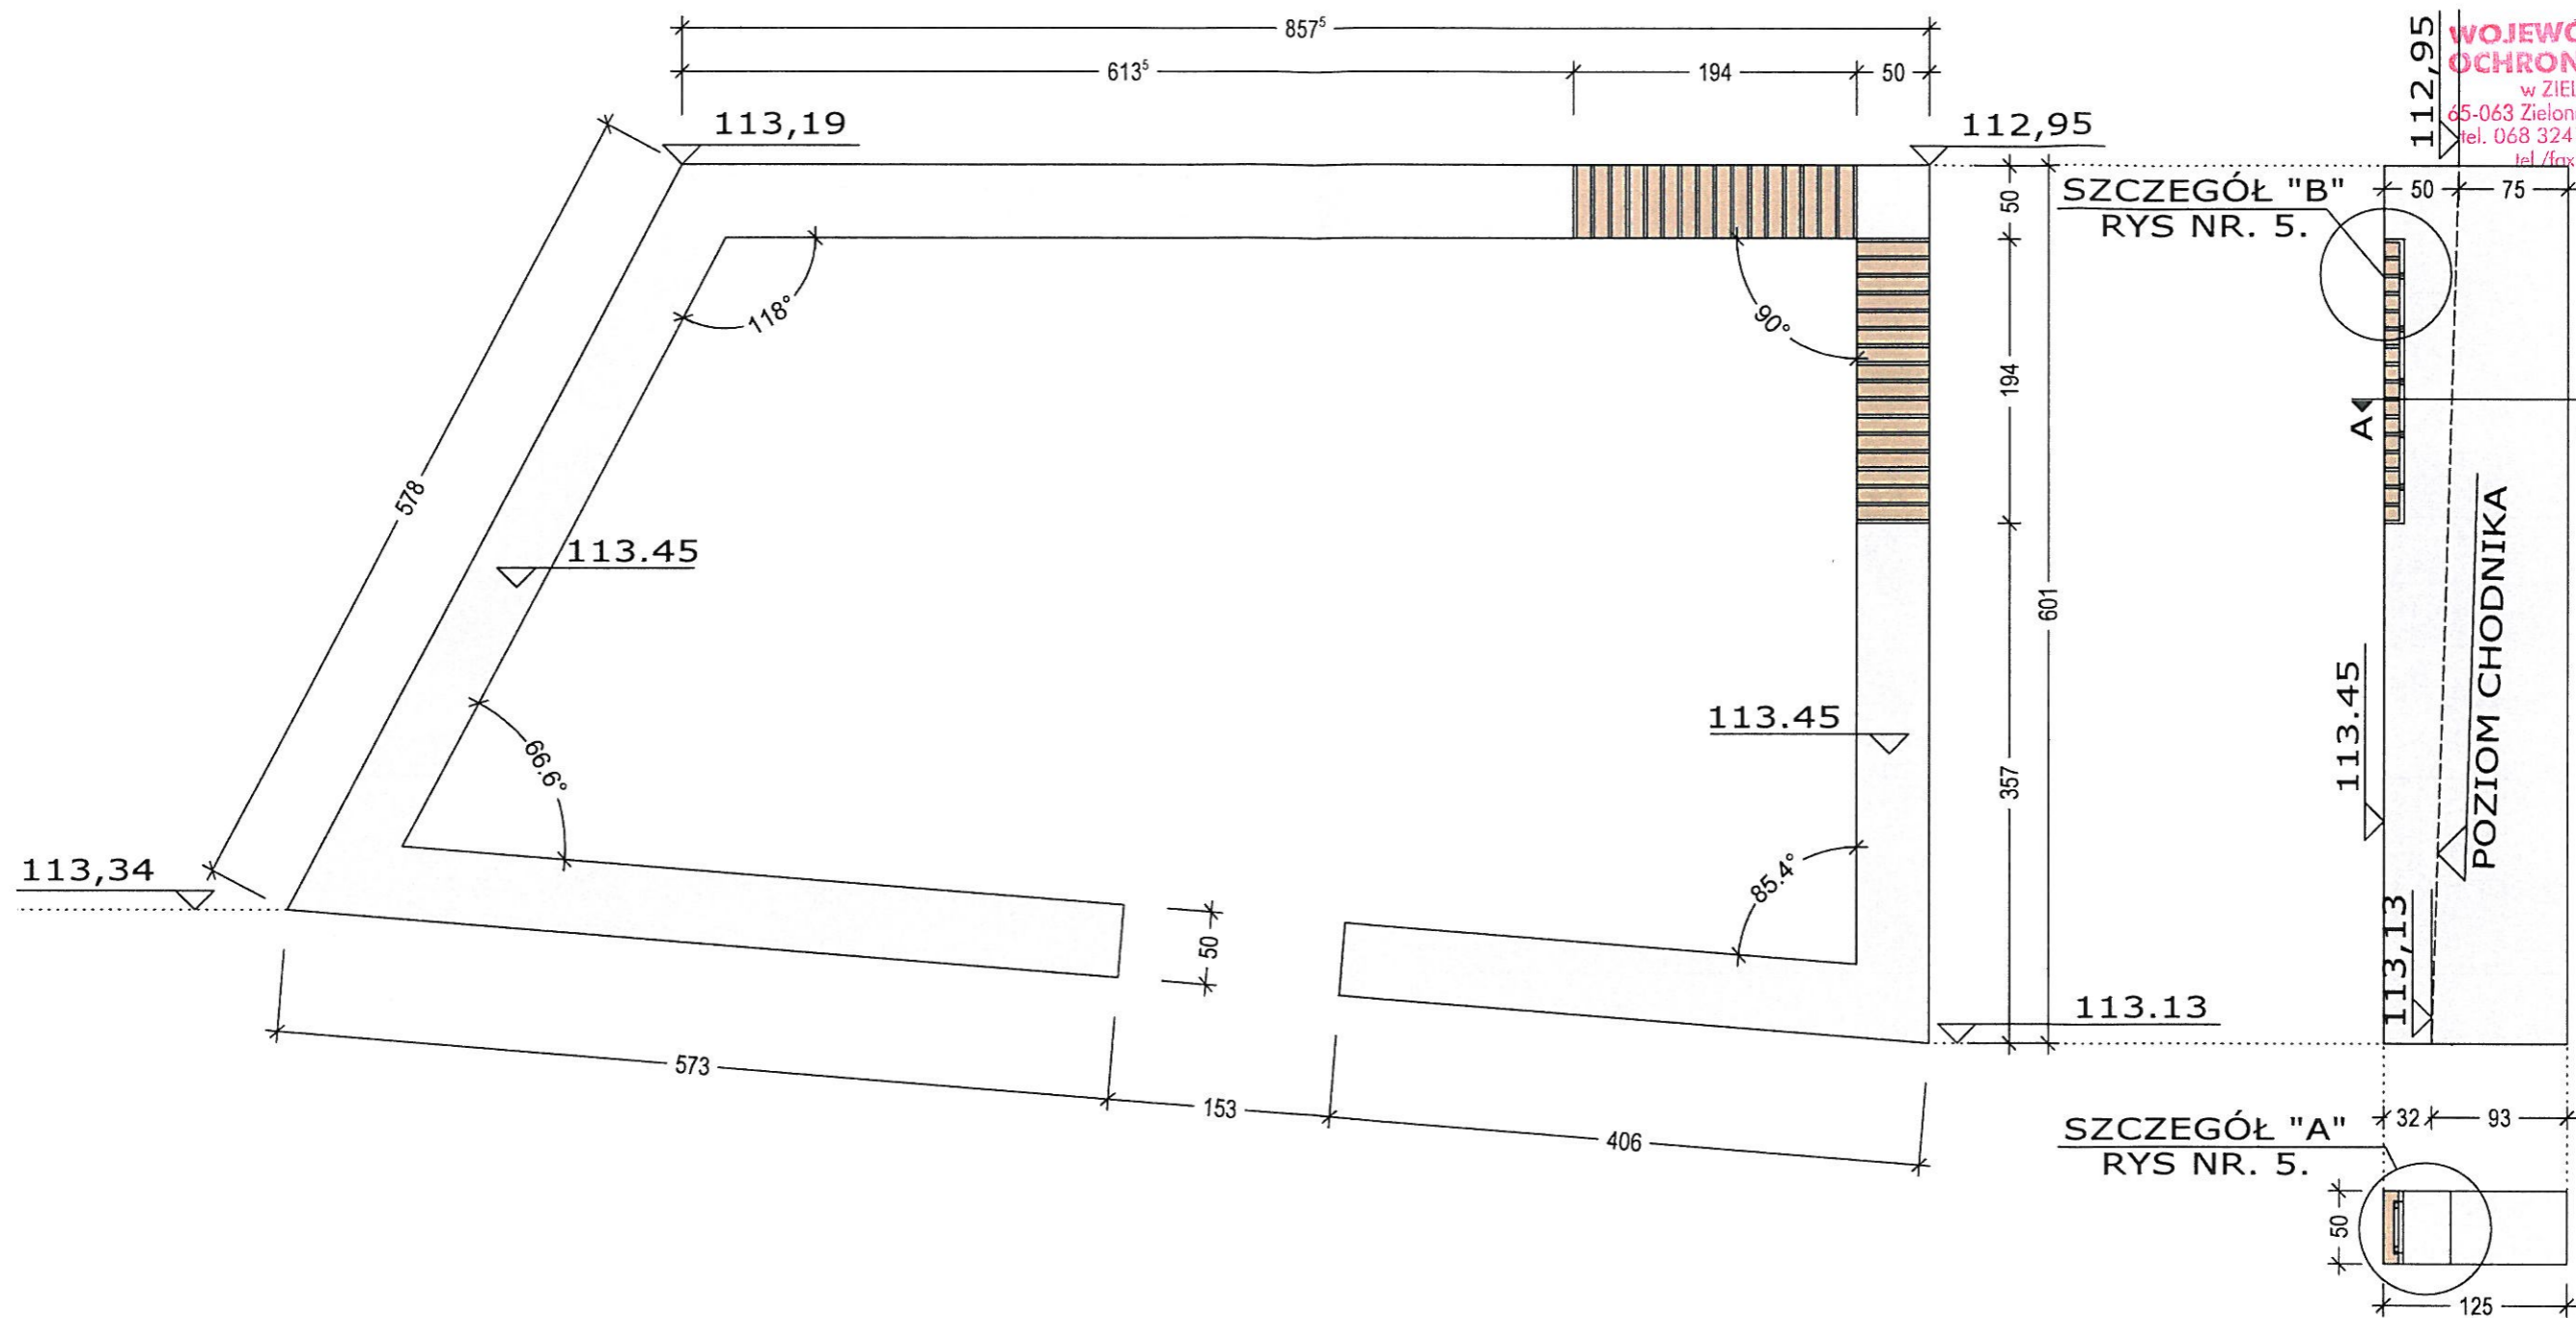 857⁵
613⁵
194
50
113,19
112,95
118°
90°
578
113.45
66.6°
113.45
85.4°
113,34
50
573
153
406
50
194
357
601
113.13
112,95
WOJEWÓ
OCHRON
w ZIEL
65-063 Zielon
tel. 068 324
tel./fax
SZCZEGÓŁ "B"
RYS NR. 5.
50
75
A
113.45
POZIOM CHODNIKA
113,13
32
93
SZCZEGÓŁ "A"
RYS NR. 5.
50
125